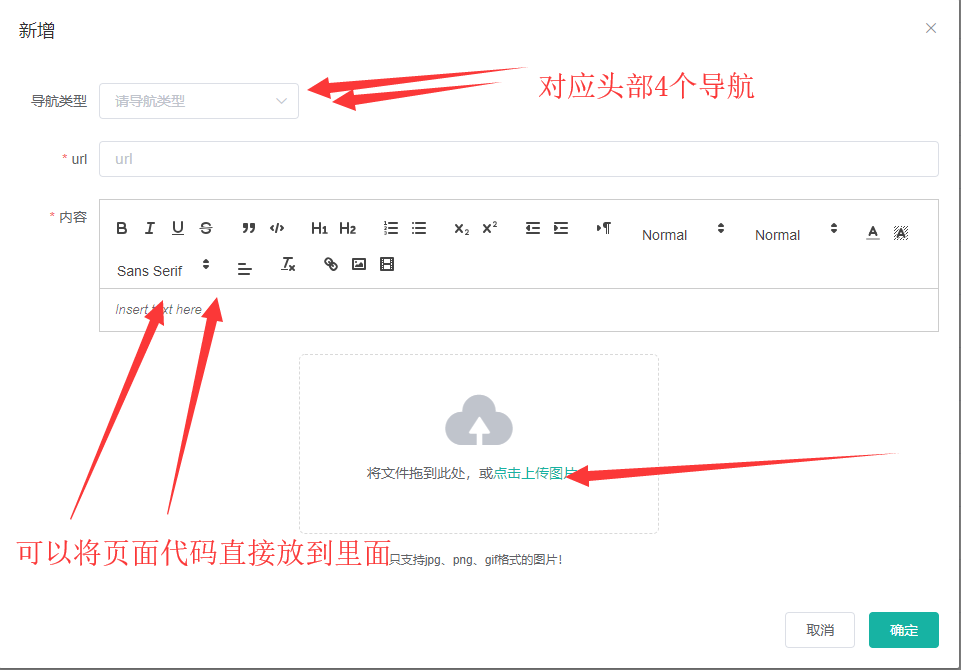 新增
导航类型 请导航类型
对应头部4个导航
* url url
* 内容
B I U S H1 H2 X2 X² Normal Normal A A
Sans Serif Tx
Insert text here
将文件拖到此处，或点击上传图片
可以将页面代码直接放到里面
只支持jpg、png、gif格式的图片！
取消 确定